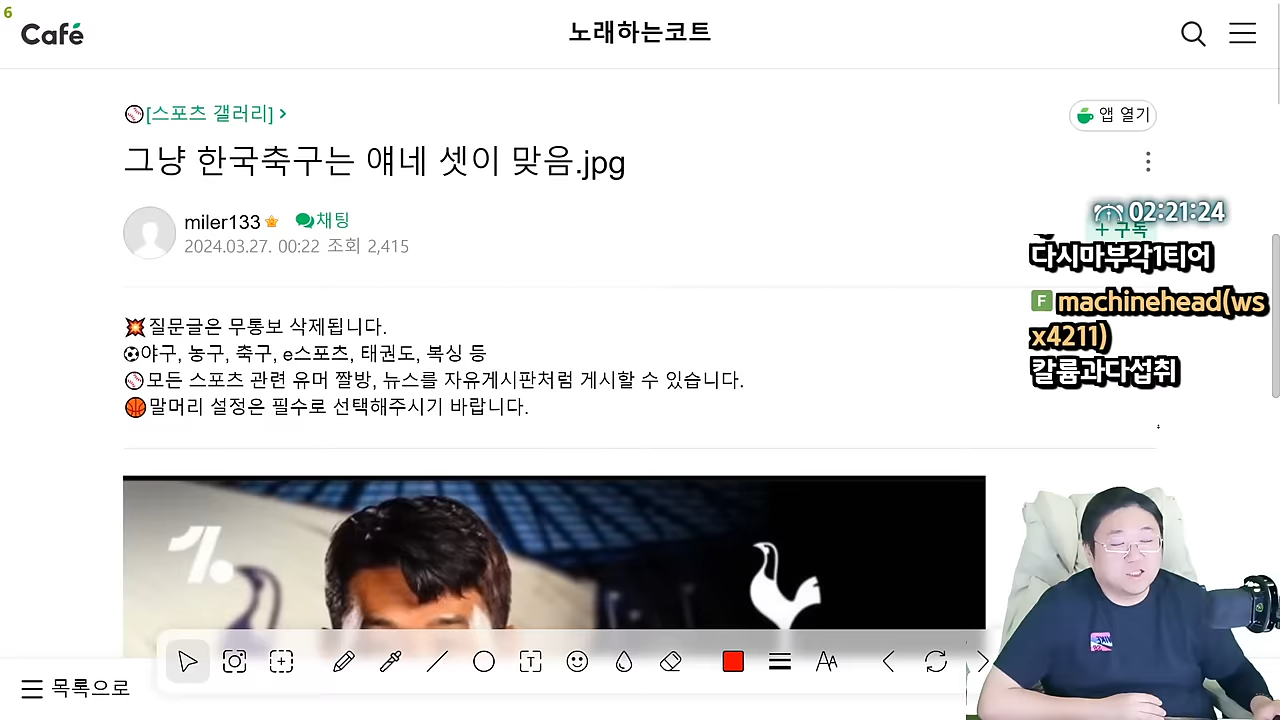 6
Café
노래하는코트
[스포츠 갤러리]
앱 열기
그냥 한국축구는 얘네 셋이 맞음.jpg
miler133 채팅
2024.03.27. 00:22 조회 2,415
02:21:24
+ 구독
다시마부각1티어
F machinehead(ws
x4211)
칼륨과다섭취
질문글은 무통보 삭제됩니다.
야구, 농구, 축구, e스포츠, 태권도, 복싱 등
모든 스포츠 관련 유머 짤방, 뉴스를 자유게시판처럼 게시할 수 있습니다.
말머리 설정은 필수로 선택해주시기 바랍니다.
목록으로